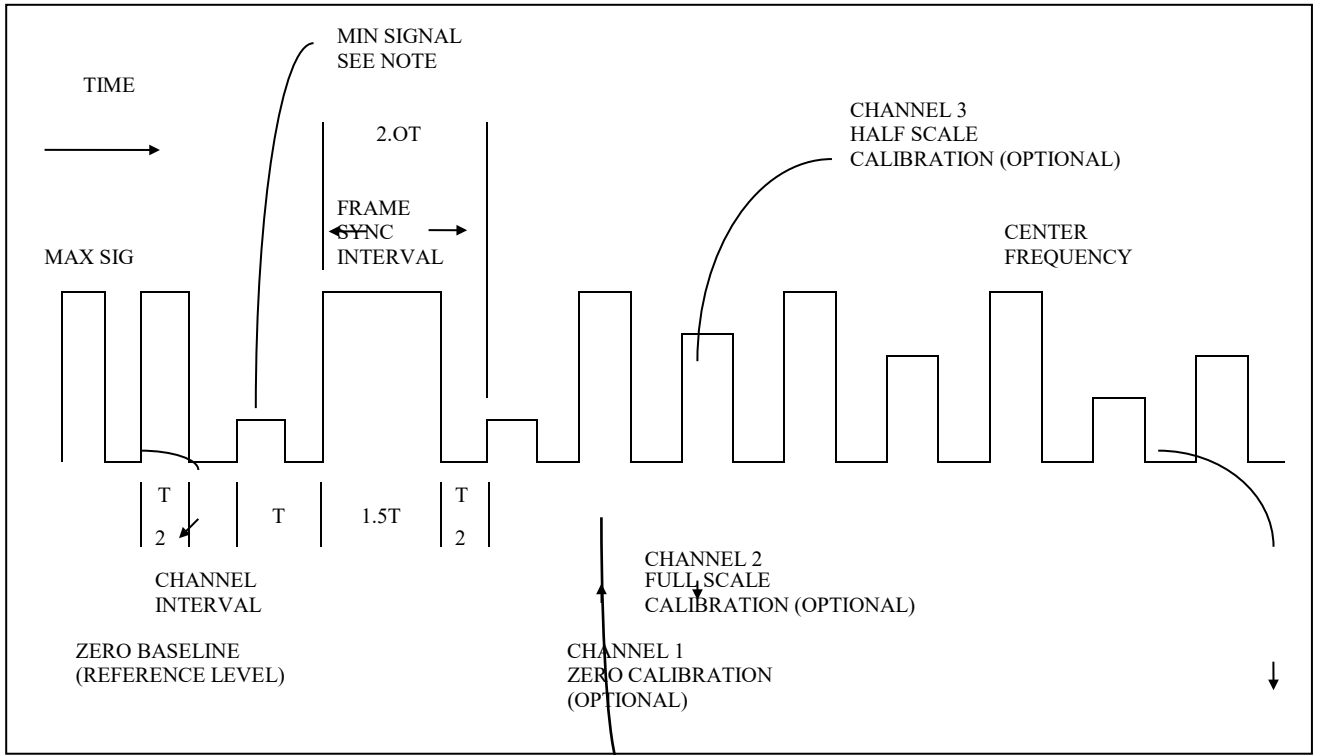 MIN SIGNAL
SEE NOTE
TIME
CHANNEL 3
HALF SCALE
CALIBRATION (OPTIONAL)
2.OT
FRAME
SYNC
INTERVAL
CENTER
FREQUENCY
MAX SIG
T
2
T
1.5T
T
2
CHANNEL
INTERVAL
CHANNEL 2
FULL SCALE
CALIBRATION (OPTIONAL)
ZERO BASELINE
(REFERENCE LEVEL)
CHANNEL 1
ZERO CALIBRATION
(OPTIONAL)